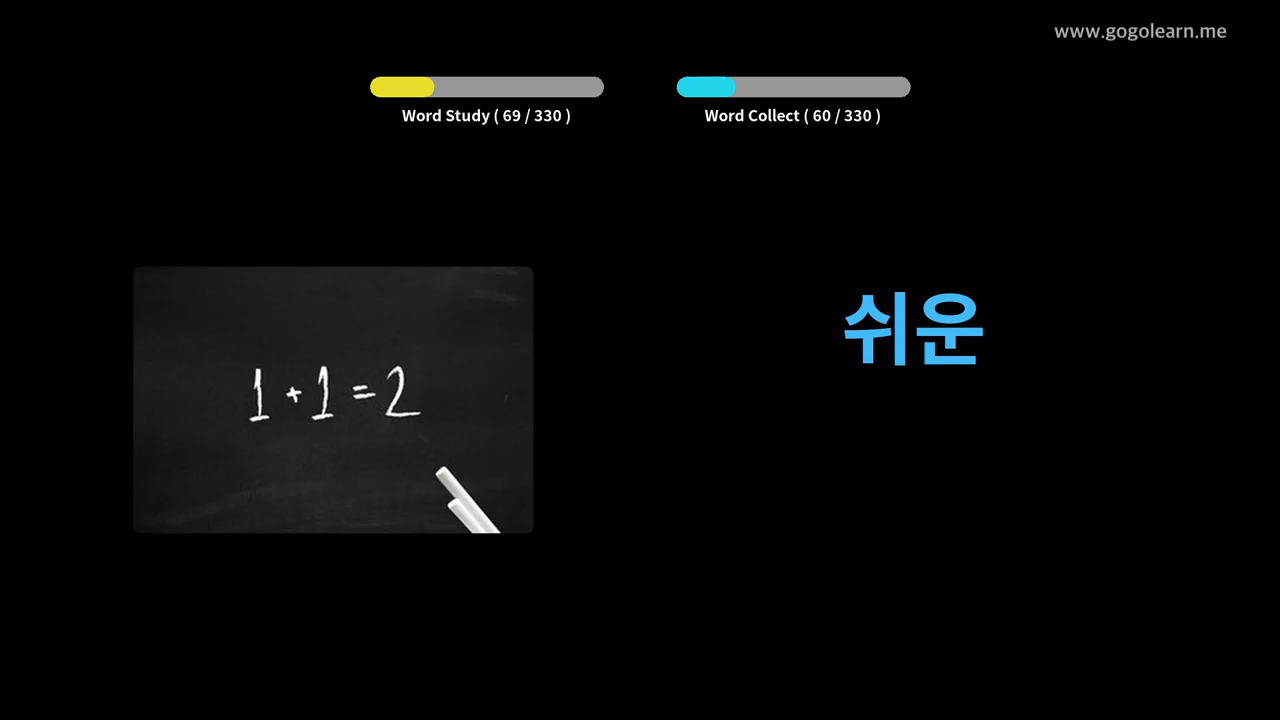 www.gogolearn.me
Word Study ( 69 / 330 )
Word Collect ( 60 / 330 )
1 + 1 = 2
쉬운